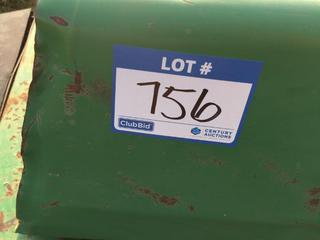 LOT #
756
ClubBid
CENTURY
AUCTIONS